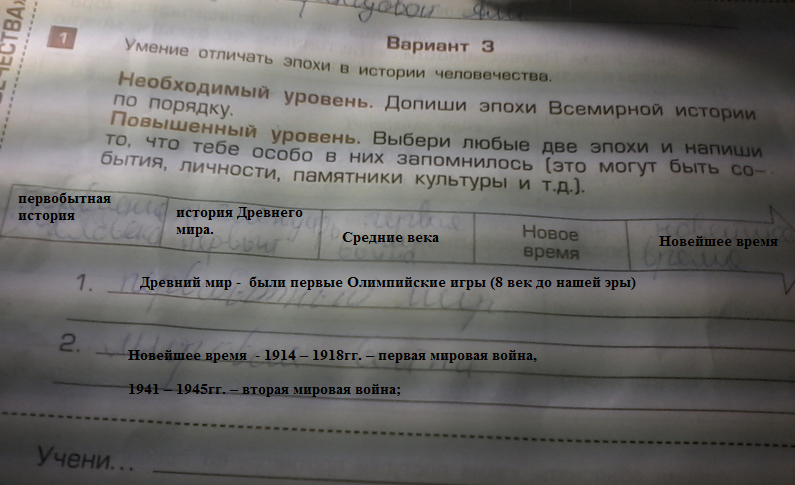 ЕЧЕСТВА»
1
Вариант 3
Умение отличать эпохи в истории человечества.
Необходимый уровень. Допиши эпохи Всемирной истории
по порядку.
Повышенный уровень. Выбери любые две эпохи и напиши
то, что тебе особо в них запомнилось (это могут быть со-
бытия, личности, памятники культуры и т.д.).
первобытная
история
история Древнего
мира.
Средние века
Новое
время
Новейшее время
1.
Древний мир - были первые Олимпийские игры (8 век до нашей эры)
2.
Новейшее время - 1914 – 1918гг. – первая мировая война,
1941 – 1945гг. – вторая мировая война;
Учени...